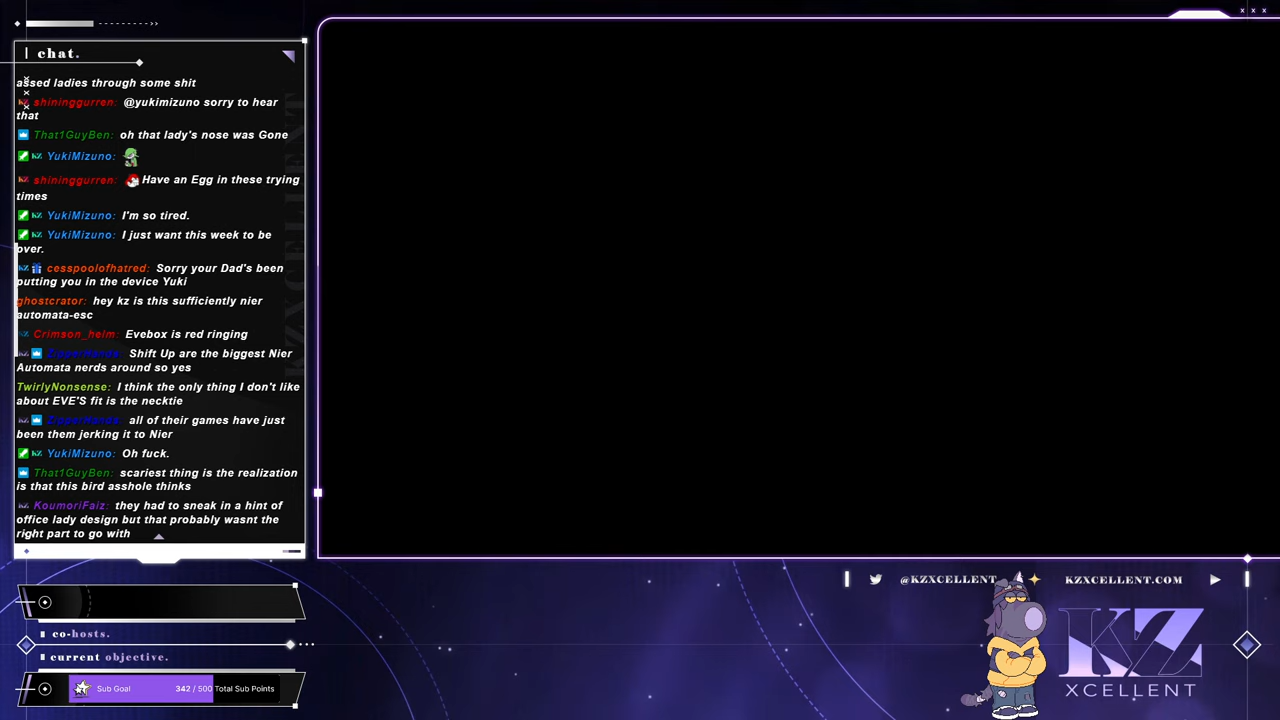 chat.
assed ladies through some shit
shininggurren: @yukimizuno sorry to hear
that
That1GuyBen: oh that lady's nose was Gone
YukiMizuno:
shininggurren: Have an Egg in these trying
times
YukiMizuno: I'm so tired.
YukiMizuno: I just want this week to be
over.
cesspoolofhatred: Sorry your Dad's been
putting you in the device Yuki
ghostcrator: hey kz is this sufficiently nier
automata-esc
Crimson_helm: Evebox is red ringing
ZipperHands: Shift Up are the biggest Nier
Automata nerds around so yes
TwirlyNonsense: I think the only thing I don't like
about EVE'S fit is the necktie
ZipperHands: all of their games have just
been them jerking it to Nier
YukiMizuno: Oh fuck.
That1GuyBen: scariest thing is the realization
is that this bird asshole thinks
KoumoriFaiz: they had to sneak in a hint of
office lady design but that probably wasnt the
right part to go with
KZXCELLENT
co-hosts.
current objective.
Sub Goal 342 / 500 Total Sub Points
@KZXCELLENT
KZXCELLENT.COM
KZ
XCELLENT